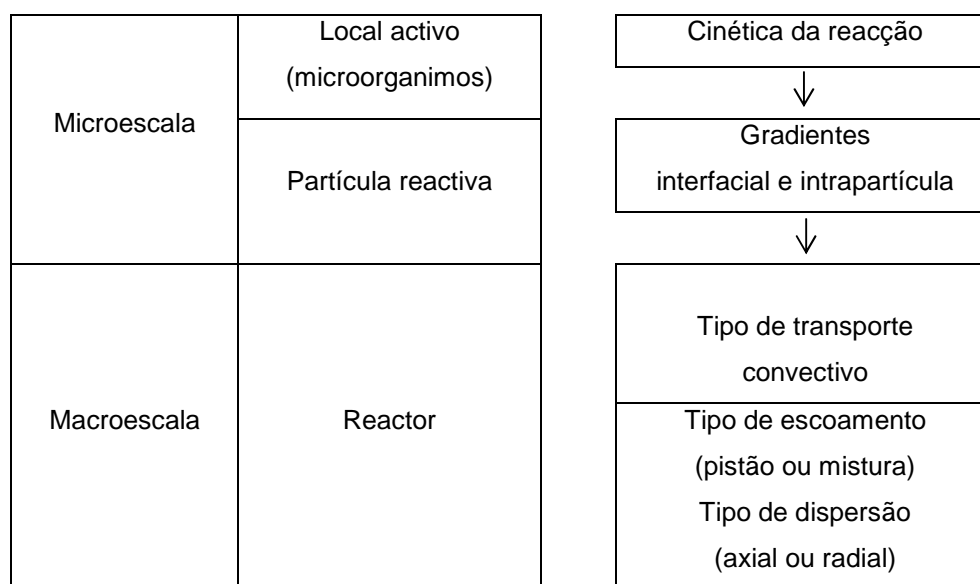 Microescala
Local activo
(microorganimos)
Partícula reactiva
Macroescala
Reactor
Cinética da reacção
Gradientes
interfacial e intrapartícula
Tipo de transporte
convectivo
Tipo de escoamento
(pistão ou mistura)
Tipo de dispersão
(axial ou radial)